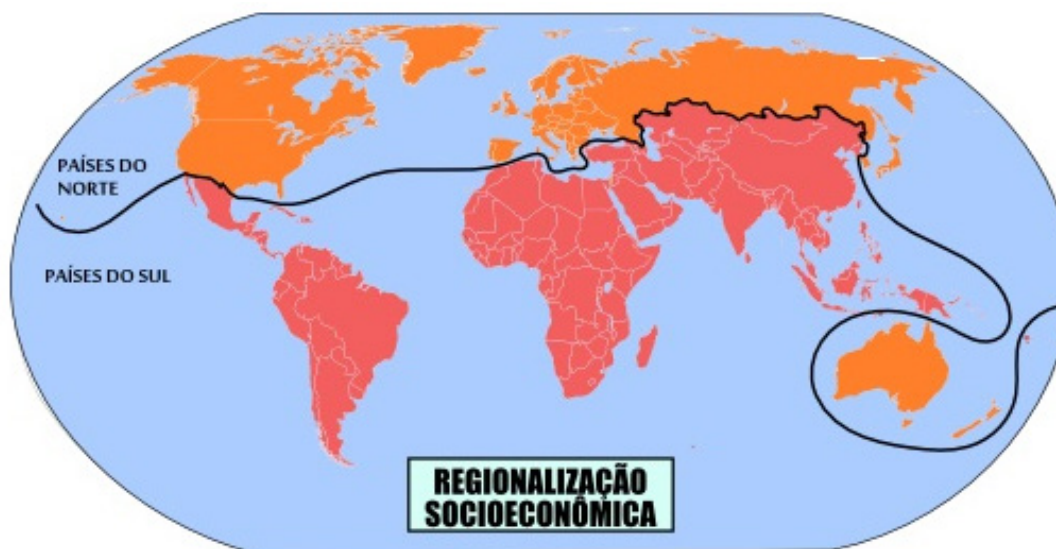 PAÍSES DO
NORTE
PAÍSES DO SUL
REGIONALIZAÇÃO
SOCIOECONÔMICA